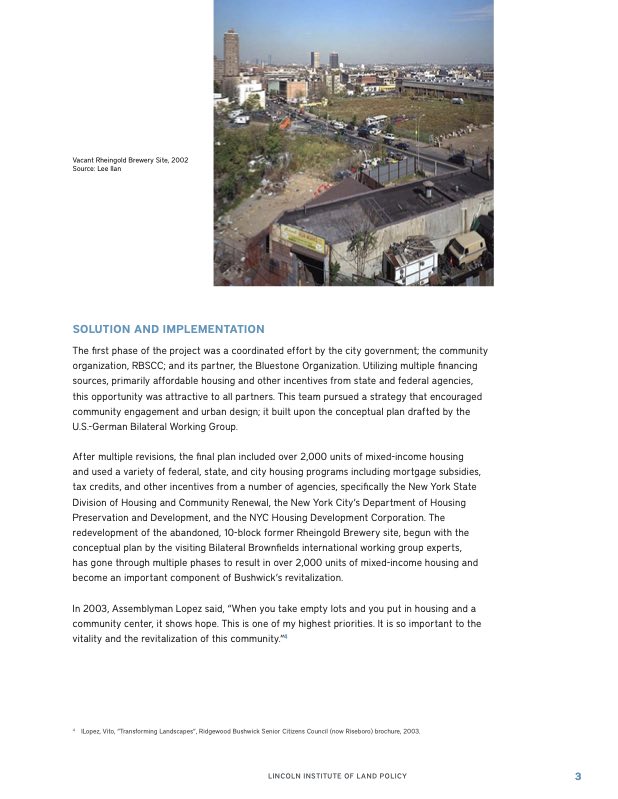 Vacant Rheingold Brewery Site, 2002
Source: Lee Ilan
SOLUTION AND IMPLEMENTATION
The first phase of the project was a coordinated effort by the city government; the community
organization, RBSCC; and its partner, the Bluestone Organization. Utilizing multiple financing
sources, primarily affordable housing and other incentives from state and federal agencies,
this opportunity was attractive to all partners. This team pursued a strategy that encouraged
community engagement and urban design; it built upon the conceptual plan drafted by the
U.S.-German Bilateral Working Group.
After multiple revisions, the final plan included over 2,000 units of mixed-income housing
and used a variety of federal, state, and city housing programs including mortgage subsidies,
tax credits, and other incentives from a number of agencies, specifically the New York State
Division of Housing and Community Renewal, the New York City’s Department of Housing
Preservation and Development, and the NYC Housing Development Corporation. The
redevelopment of the abandoned, 10-block former Rheingold Brewery site, begun with the
conceptual plan by the visiting Bilateral Brownfields international working group experts,
has gone through multiple phases to result in over 2,000 units of mixed-income housing and
become an important component of Bushwick’s revitalization.
In 2003, Assemblyman Lopez said, “When you take empty lots and you put in housing and a
community center, it shows hope. This is one of my highest priorities. It is so important to the
vitality and the revitalization of this community.”⁴
⁴ lLopez, Vito, “Transforming Landscapes”, Ridgewood Bushwick Senior Citizens Council (now Riseboro) brochure, 2003.
LINCOLN INSTITUTE OF LAND POLICY 3